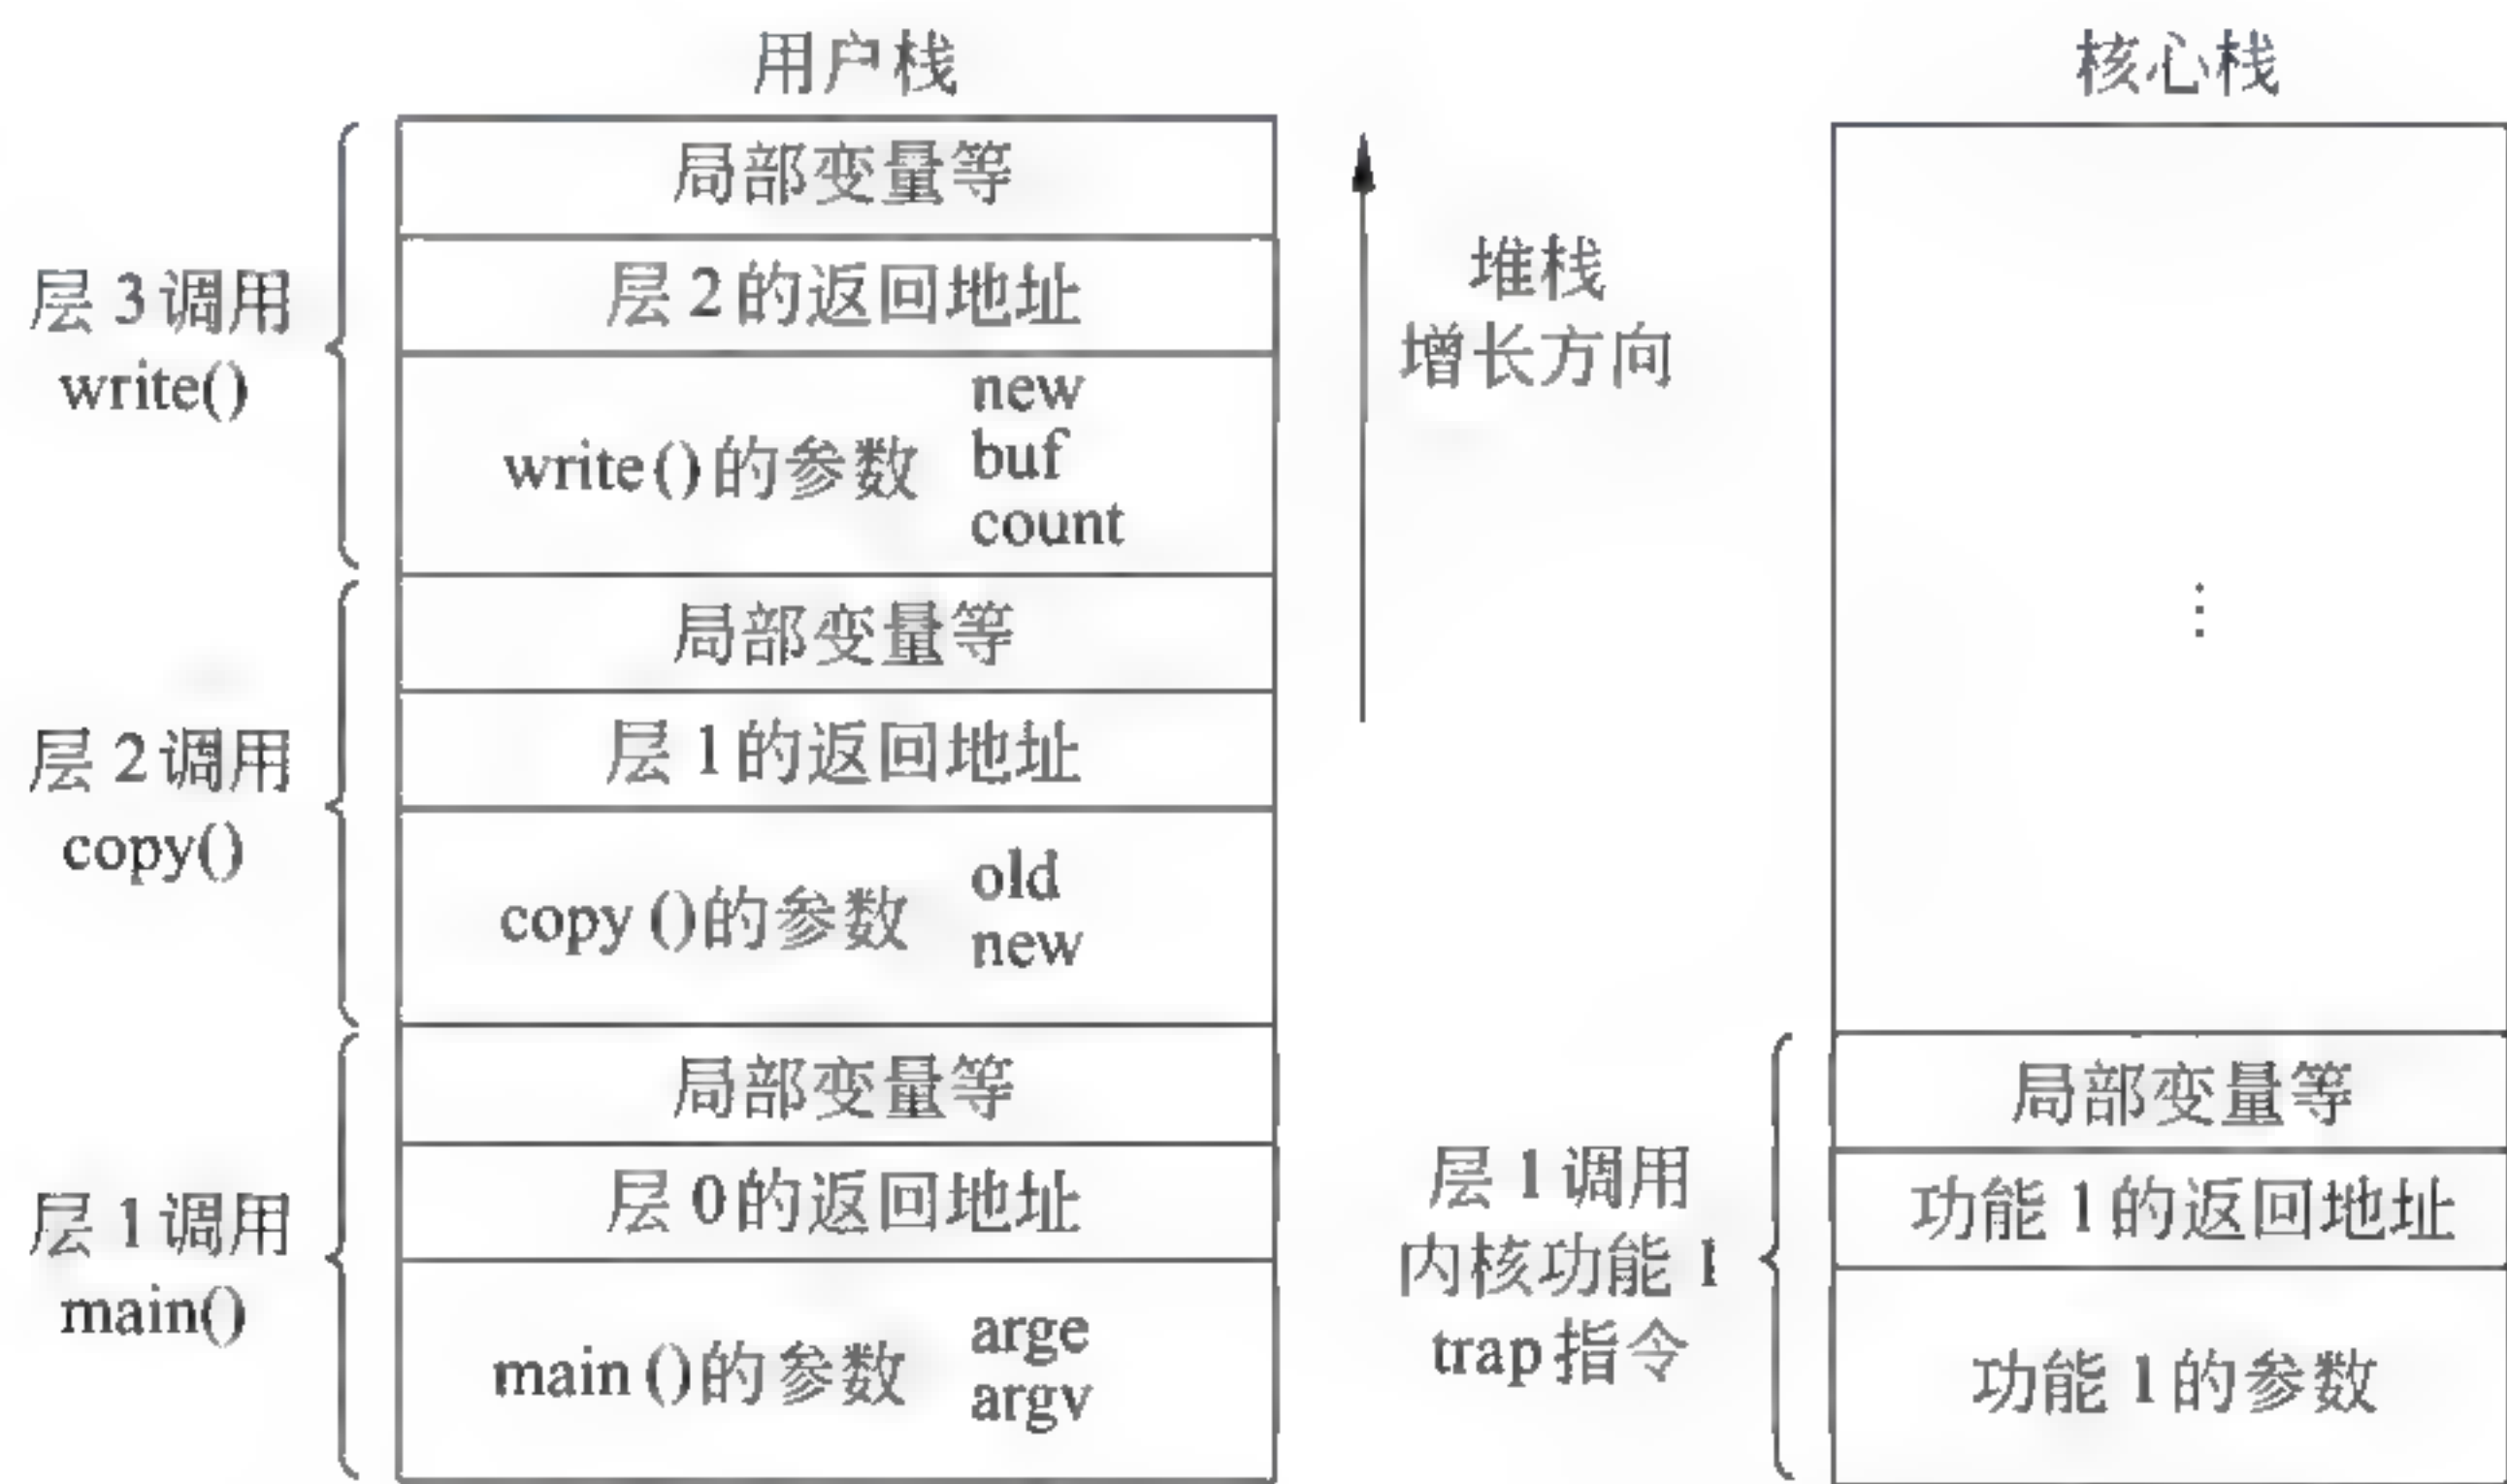 用户栈
核心栈
局部变量等
层 2 的返回地址
层 3 调用
write()
write()的参数
new
buf
count
堆栈
增长方向
局部变量等
层 1 的返回地址
层 2 调用
copy()
copy ()的参数
old
new
局部变量等
层 0 的返回地址
层 1 调用
main()
main ()的参数
arge
argv
⋮
局部变量等
功能 1 的返回地址
功能 1 的参数
层 1 调用
内核功能 1
trap 指令